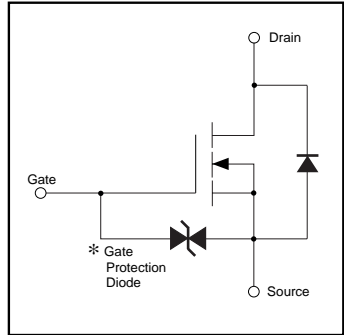 Drain
Gate
* Gate
Protection
Diode
Source